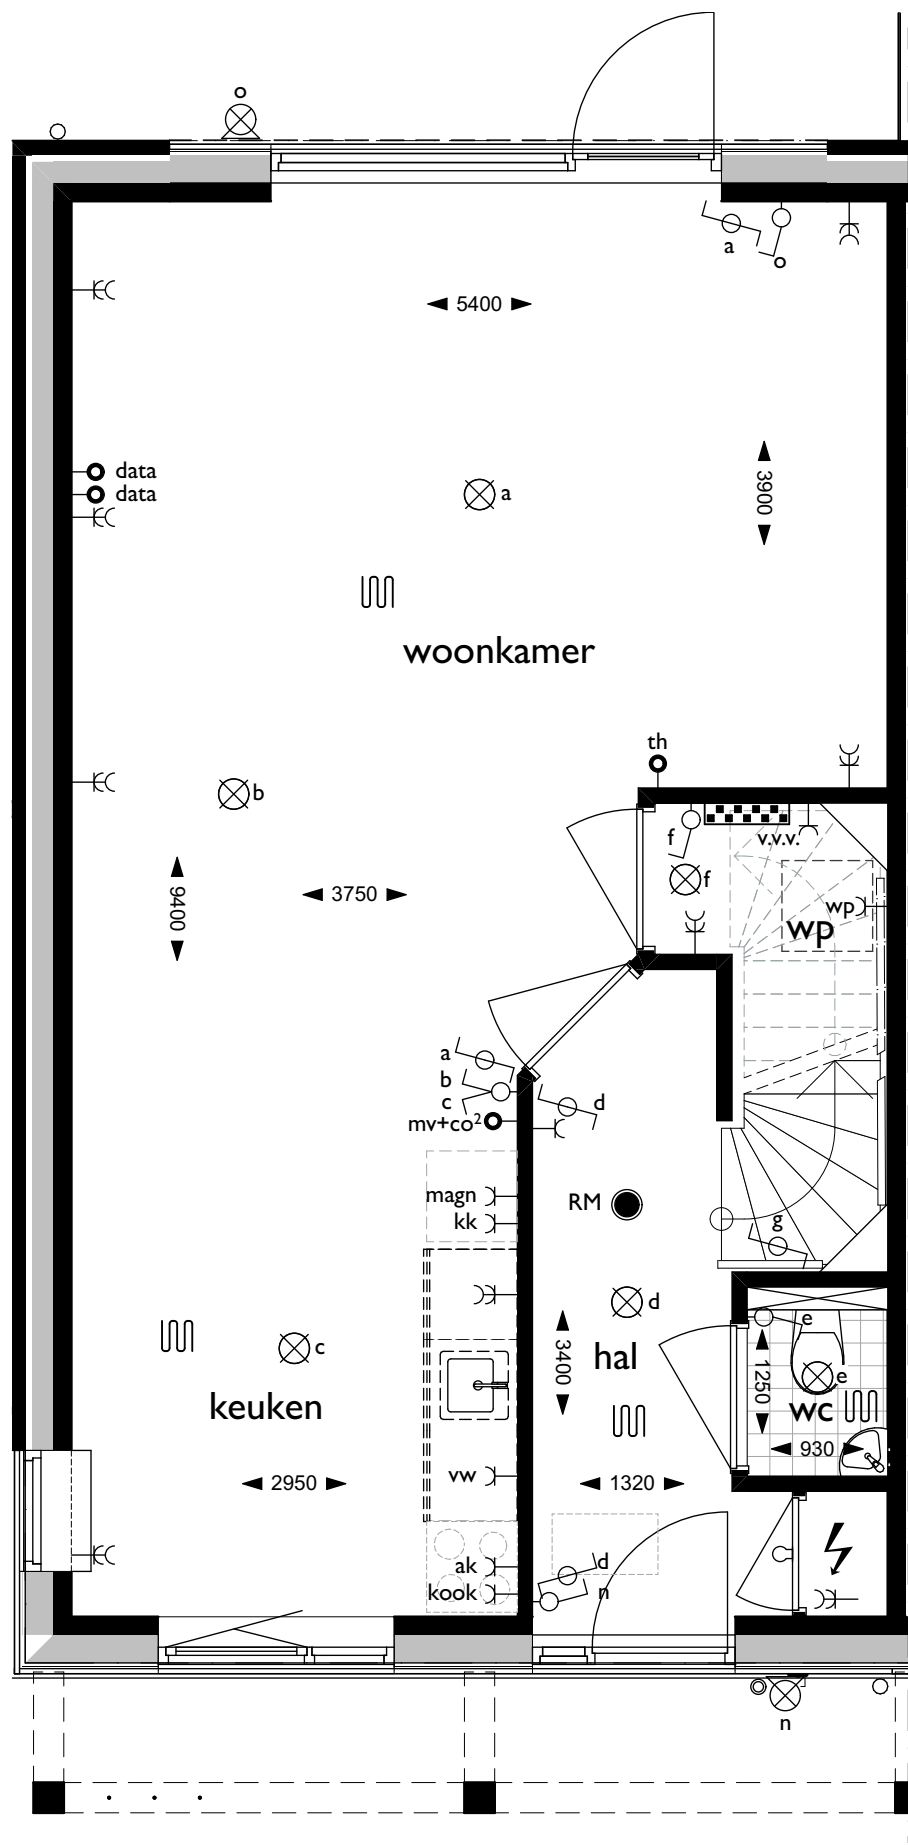 o
a
o
5400
data
data
a
3900
woonkamer
th
b
f
v.v.v.
f
9400
3750
wp
wp
a
b
c
d
mv+co²
magn
kk
RM
g
d
e
c
3400
hal
1250
e
keuken
wc
vw
2950
1320
930
ak
kook
d
n
n